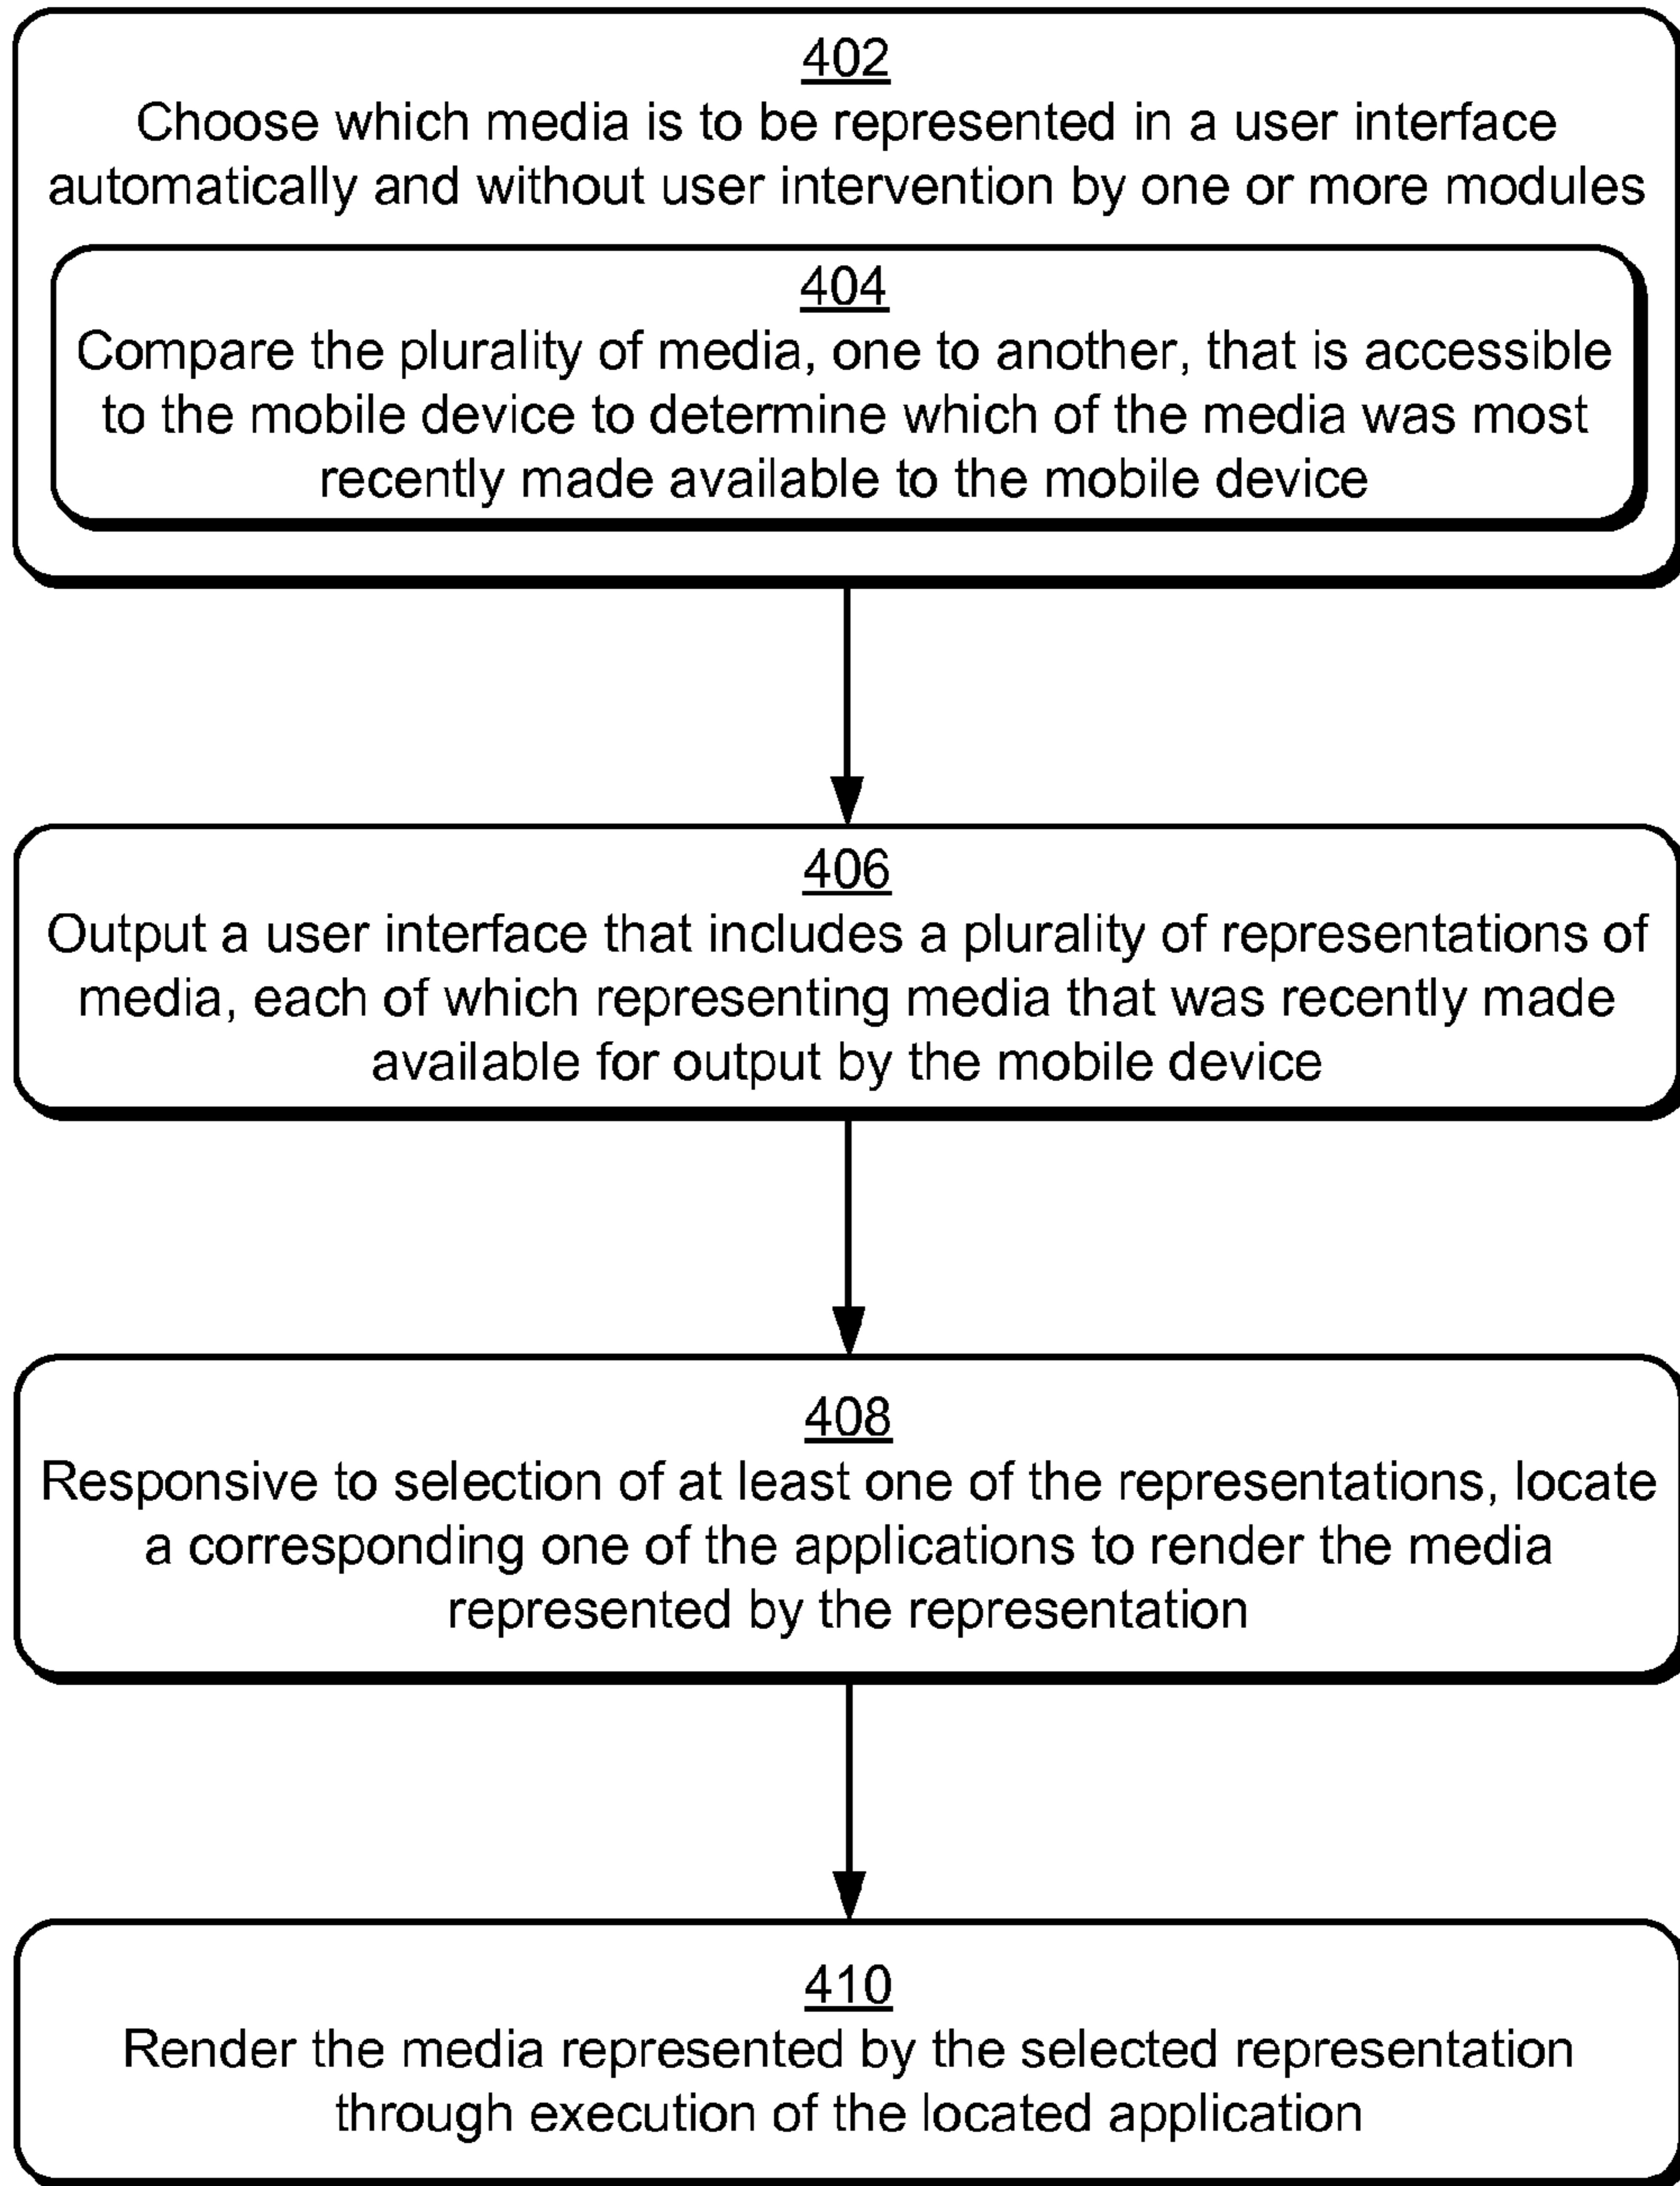 402
Choose which media is to be represented in a user interface
automatically and without user intervention by one or more modules
404
Compare the plurality of media, one to another, that is accessible
to the mobile device to determine which of the media was most
recently made available to the mobile device
406
Output a user interface that includes a plurality of representations of
media, each of which representing media that was recently made
available for output by the mobile device
408
Responsive to selection of at least one of the representations, locate
a corresponding one of the applications to render the media
represented by the representation
410
Render the media represented by the selected representation
through execution of the located application